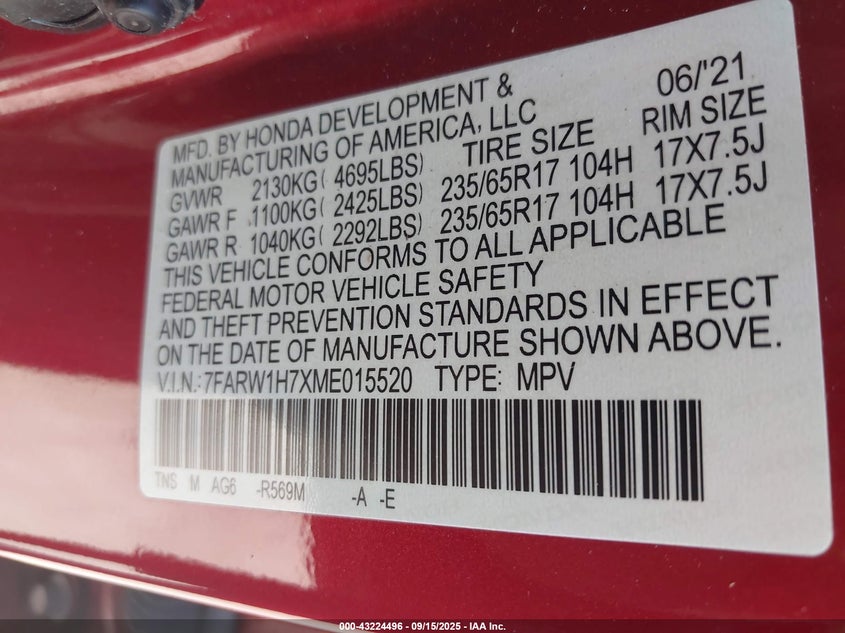 06/'21
MFD. BY HONDA DEVELOPMENT &
MANUFACTURING OF AMERICA, LLC
TIRE SIZE RIM SIZE
GVWR 2130KG( 4695LBS)
GAWR F 1100KG( 2425LBS) 235/65R17 104H 17X7.5J
GAWR R 1040KG( 2292LBS) 235/65R17 104H 17X7.5J
THIS VEHICLE CONFORMS TO ALL APPLICABLE
FEDERAL MOTOR VEHICLE SAFETY
AND THEFT PREVENTION STANDARDS IN EFFECT
ON THE DATE OF MANUFACTURE SHOWN ABOVE.
V.I.N.: 7FARW1H7XME015520 TYPE: MPV
TNS M AG6 -R569M -A -E
000-43224496 - 09/15/2025 - IAA Inc.